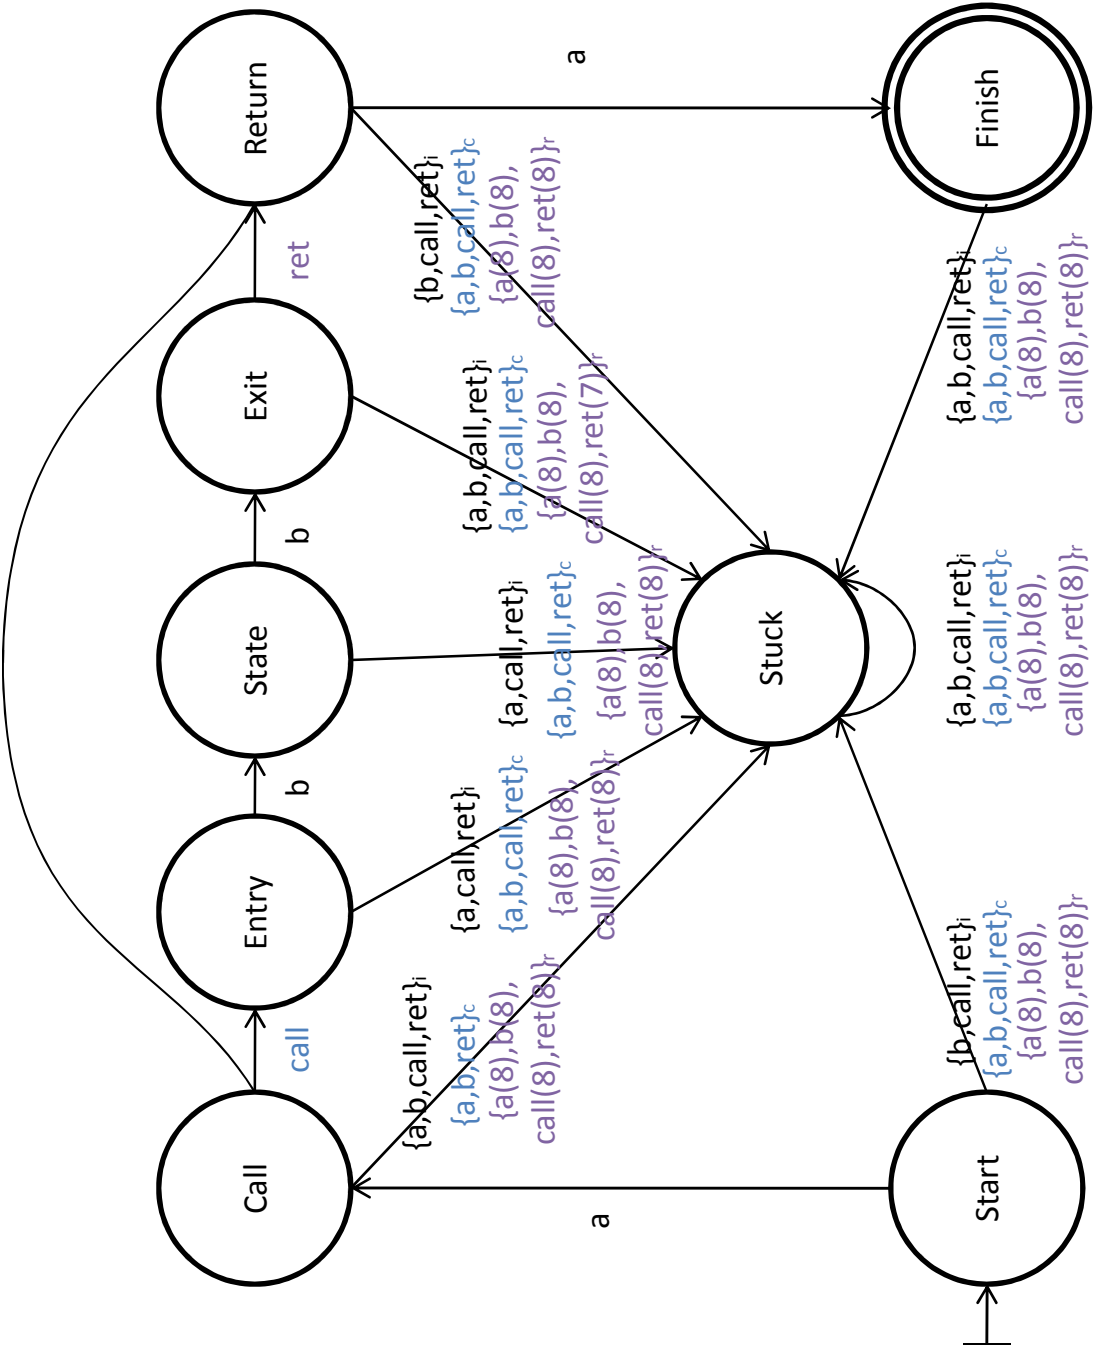 Call
Entry
State
Exit
Return
call
b
b
ret
{a,b,call,ret}i
{a,b,ret}c
{a(8),b(8),
call(8),ret(8)}r
{a,call,ret}i
{a,b,call,ret}c
{a(8),b(8),
call(8),ret(8)}r
{a,call,ret}i
{a,b,call,ret}c
{a(8),b(8),
call(8),ret(8)}r
{a,b,call,ret}i
{a,b,call,ret}c
{a(8),b(8),
call(8),ret(7)}r
{b,call,ret}i
{a,b,call,ret}c
{a(8),b(8),
call(8),ret(8)}r
a
a
Stuck
{b,call,ret}i
{a,b,call,ret}c
{a(8),b(8),
call(8),ret(8)}r
{a,b,call,ret}i
{a,b,call,ret}c
{a(8),b(8),
call(8),ret(8)}r
{a,b,call,ret}i
{a,b,call,ret}c
{a(8),b(8),
call(8),ret(8)}r
Start
Finish